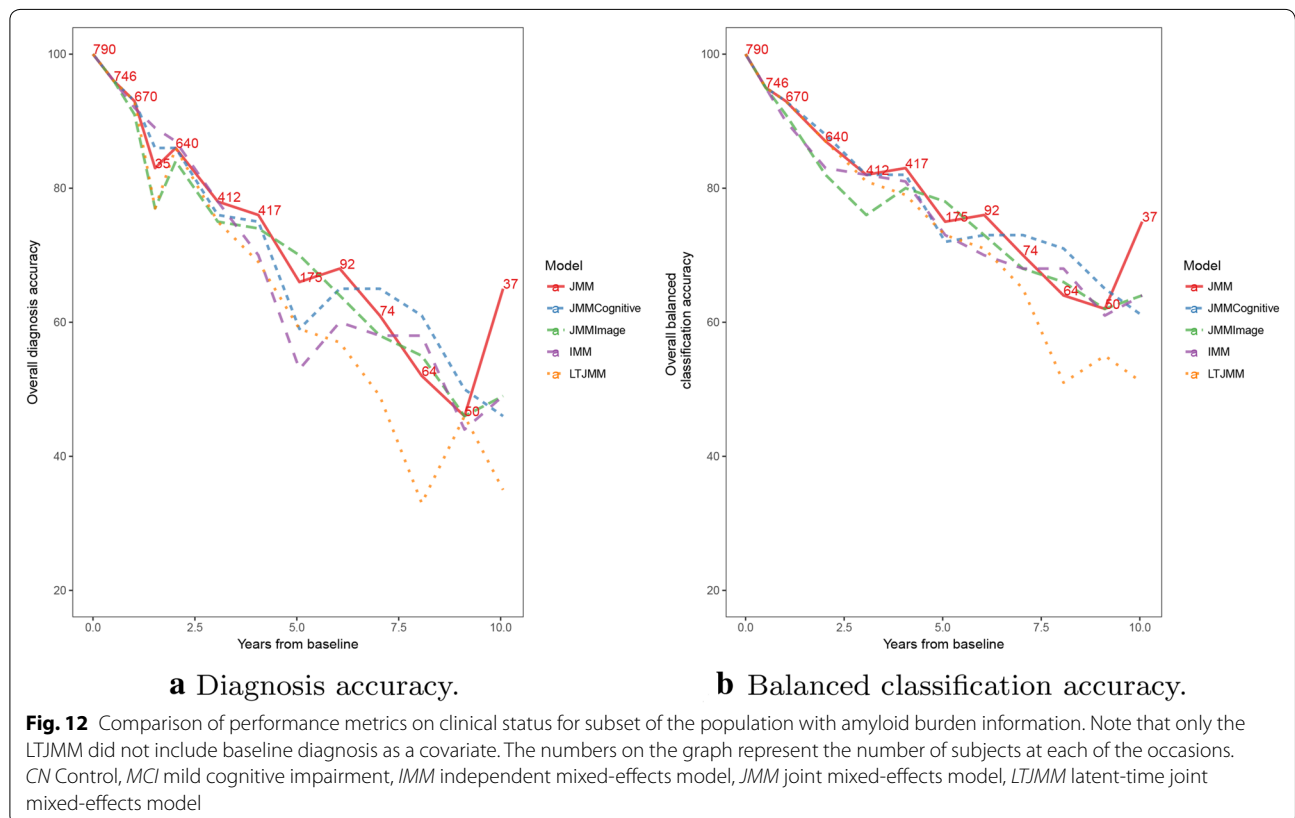 100
80
60
40
20
Overall diagnosis accuracy
790
746
670
35
640
412
417
175
92
74
64
50
37
0.0 2.5 5.0 7.5 10.0
Years from baseline
Model
a JMM
a JMMCognitive
a JMMImage
a IMM
a LTJMM
100
80
60
40
20
Overall balanced
classification accuracy
790
746
670
640
412
417
175
92
74
64
50
37
0.0 2.5 5.0 7.5 10.0
Years from baseline
Model
a JMM
a JMMCognitive
a JMMImage
a IMM
a LTJMM
a Diagnosis accuracy.
b Balanced classification accuracy.
Fig. 12 Comparison of performance metrics on clinical status for subset of the population with amyloid burden information. Note that only the
LTJMM did not include baseline diagnosis as a covariate. The numbers on the graph represent the number of subjects at each of the occasions.
CN Control, MCI mild cognitive impairment, IMM independent mixed-effects model, JMM joint mixed-effects model, LTJMM latent-time joint
mixed-effects model